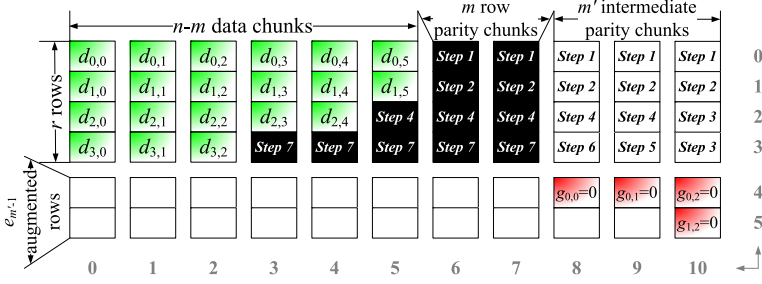 n-m data chunks
m row parity chunks
m′ intermediate parity chunks
r rows
d0,0 d0,1 d0,2 d0,3 d0,4 d0,5 Step 1 Step 1 Step 1 Step 1 Step 1 0
d1,0 d1,1 d1,2 d1,3 d1,4 d1,5 Step 2 Step 2 Step 2 Step 2 Step 2 1
d2,0 d2,1 d2,2 d2,3 d2,4 Step 4 Step 4 Step 4 Step 4 Step 4 Step 3 2
d3,0 d3,1 d3,2 Step 7 Step 7 Step 7 Step 7 Step 7 Step 6 Step 5 Step 3 3
em′-1 augmented rows
g0,0=0 g0,1=0 g0,2=0 4
g1,2=0 5
0 1 2 3 4 5 6 7 8 9 10